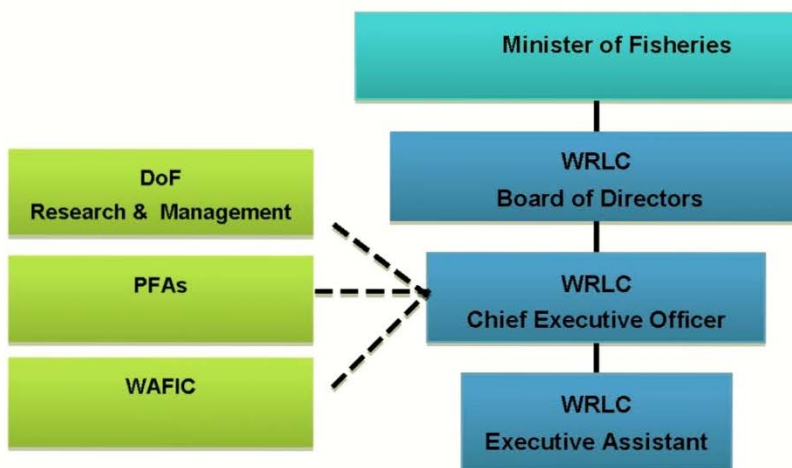 Minister of Fisheries
WRLC
Board of Directors
DoF
Research & Management
PFAs
WRLC
Chief Executive Officer
WAFIC
WRLC
Executive Assistant